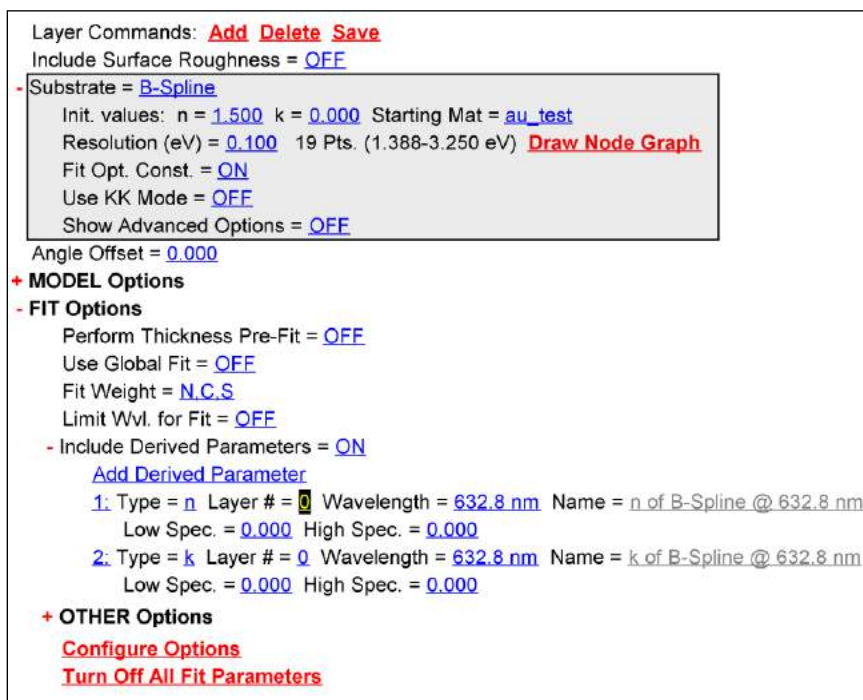 Layer Commands: Add Delete Save
Include Surface Roughness = OFF
- Substrate = B-Spline
Init. values: n = 1.500 k = 0.000 Starting Mat = au_test
Resolution (eV) = 0.100 19 Pts. (1.388-3.250 eV) Draw Node Graph
Fit Opt. Const. = ON
Use KK Mode = OFF
Show Advanced Options = OFF
Angle Offset = 0.000
+ MODEL Options
- FIT Options
Perform Thickness Pre-Fit = OFF
Use Global Fit = OFF
Fit Weight = N,C,S
Limit Wvl. for Fit = OFF
- Include Derived Parameters = ON
Add Derived Parameter
1: Type = n Layer # = 0 Wavelength = 632.8 nm Name = n of B-Spline @ 632.8 nm
Low Spec. = 0.000 High Spec. = 0.000
2: Type = k Layer # = 0 Wavelength = 632.8 nm Name = k of B-Spline @ 632.8 nm
Low Spec. = 0.000 High Spec. = 0.000
+ OTHER Options
Configure Options
Turn Off All Fit Parameters